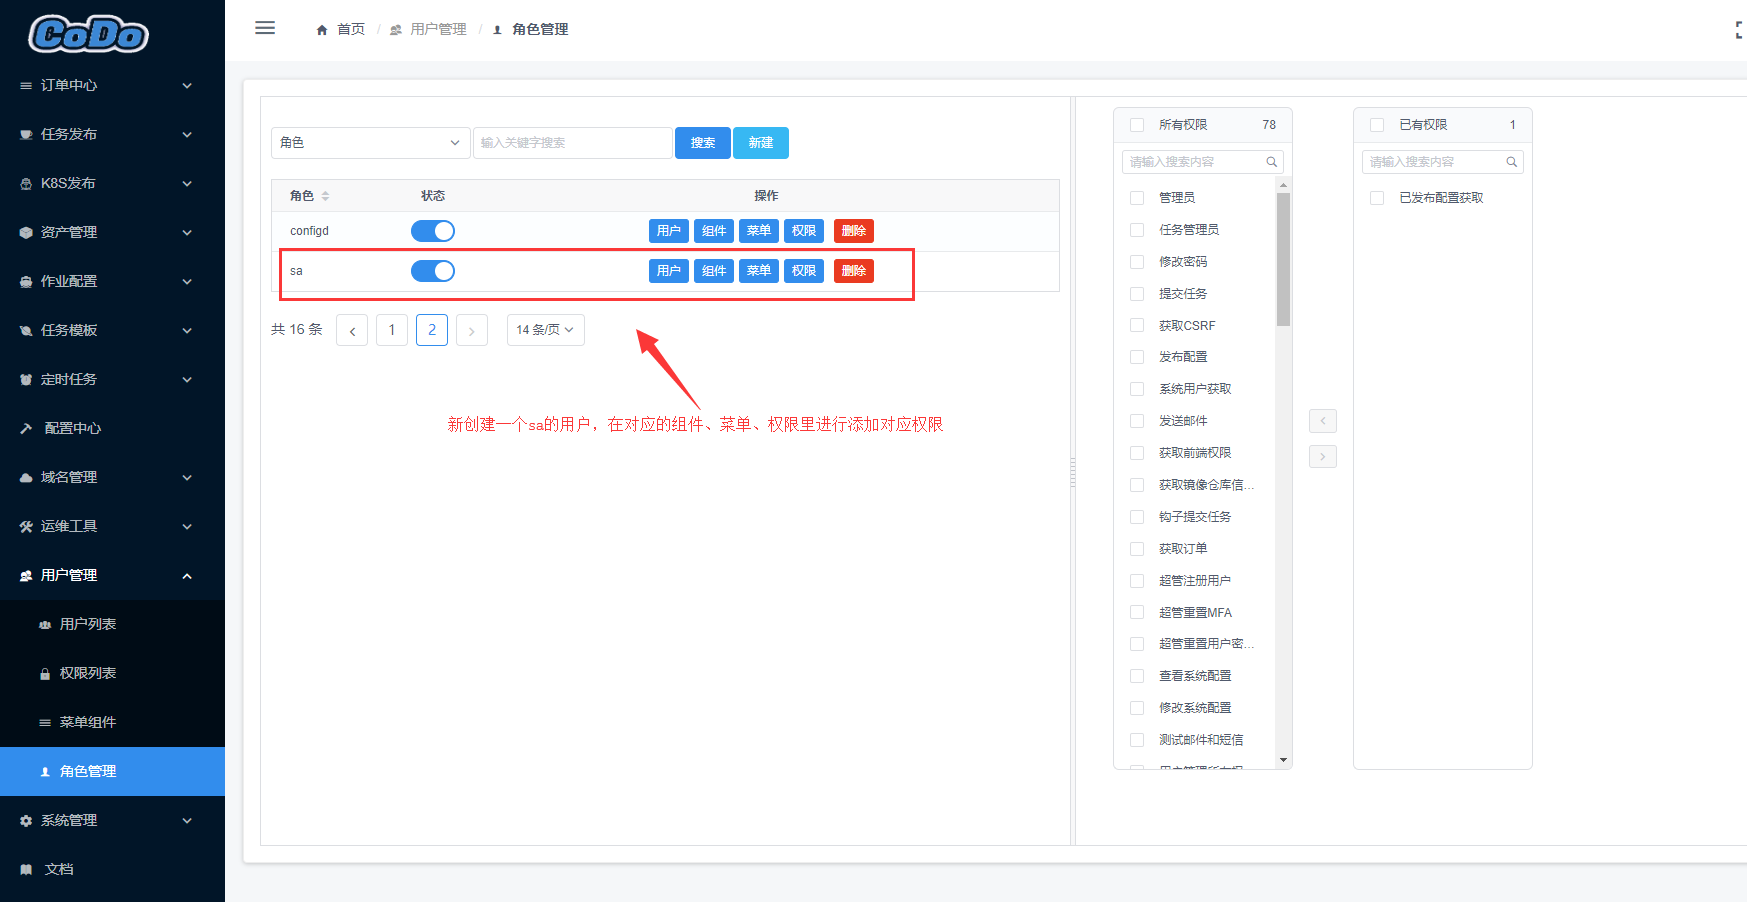 CoDo
订单中心
任务发布
K8S发布
资产管理
作业配置
任务模板
定时任务
配置中心
域名管理
运维工具
用户管理
用户列表
权限列表
菜单组件
角色管理
系统管理
文档
首页 / 用户管理 / 角色管理
角色 输入关键字搜索 搜索 新建
角色 状态 操作
configd 用户 组件 菜单 权限 删除
sa 用户 组件 菜单 权限 删除
共 16 条 1 2 14 条/页
新创建一个sa的用户，在对应的组件、菜单、权限里进行添加对应权限
所有权限 78
请输入搜索内容
管理员
任务管理员
修改密码
提交任务
获取CSRF
发布配置
系统用户获取
发送邮件
获取前端权限
获取镜像仓库信...
钩子提交任务
获取订单
超管注册用户
超管重置MFA
超管重置用户密...
查看系统配置
修改系统配置
测试邮件和短信
已有权限 1
请输入搜索内容
已发布配置获取